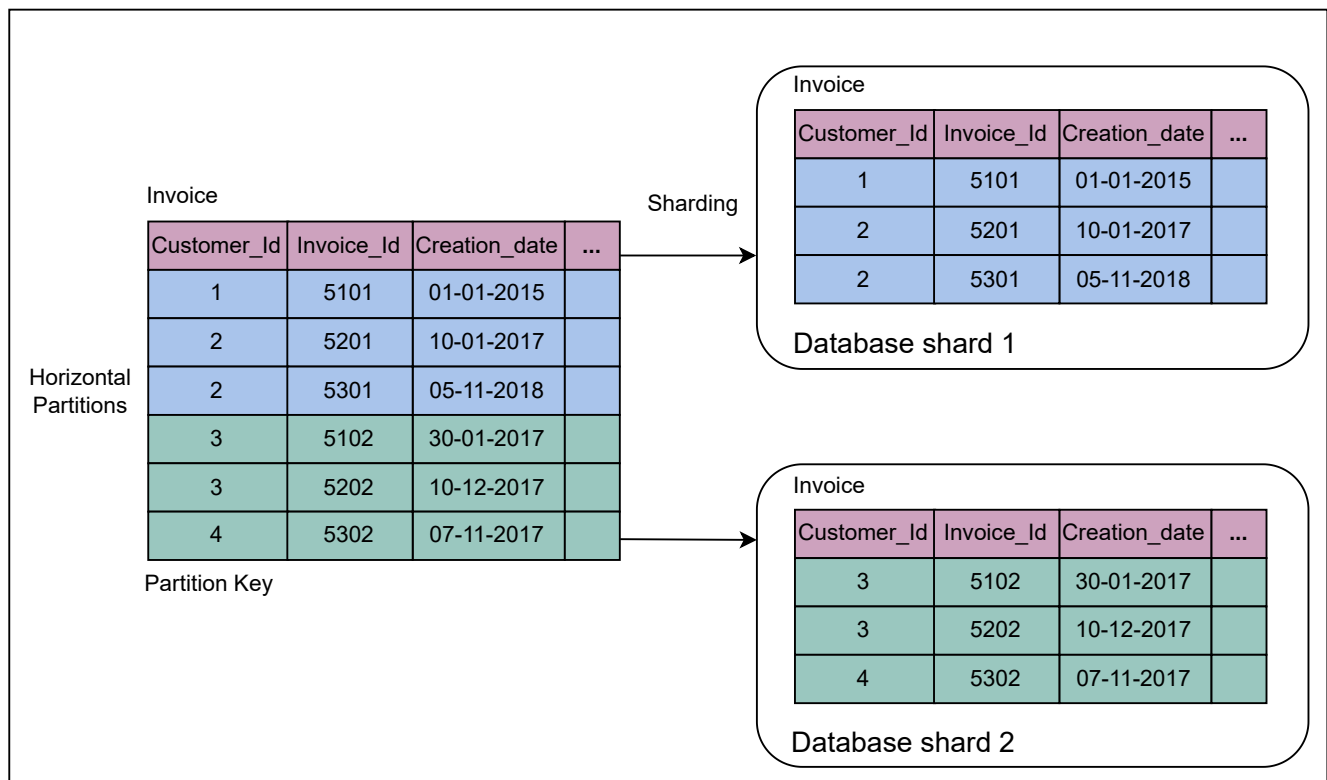 Invoice
Customer_Id Invoice_Id Creation_date ...
1 5101 01-01-2015
2 5201 10-01-2017
2 5301 05-11-2018
Database shard 1
Sharding
Invoice
Customer_Id Invoice_Id Creation_date ...
1 5101 01-01-2015
2 5201 10-01-2017
2 5301 05-11-2018
3 5102 30-01-2017
3 5202 10-12-2017
4 5302 07-11-2017
Horizontal
Partitions
Partition Key
Invoice
Customer_Id Invoice_Id Creation_date ...
3 5102 30-01-2017
3 5202 10-12-2017
4 5302 07-11-2017
Database shard 2